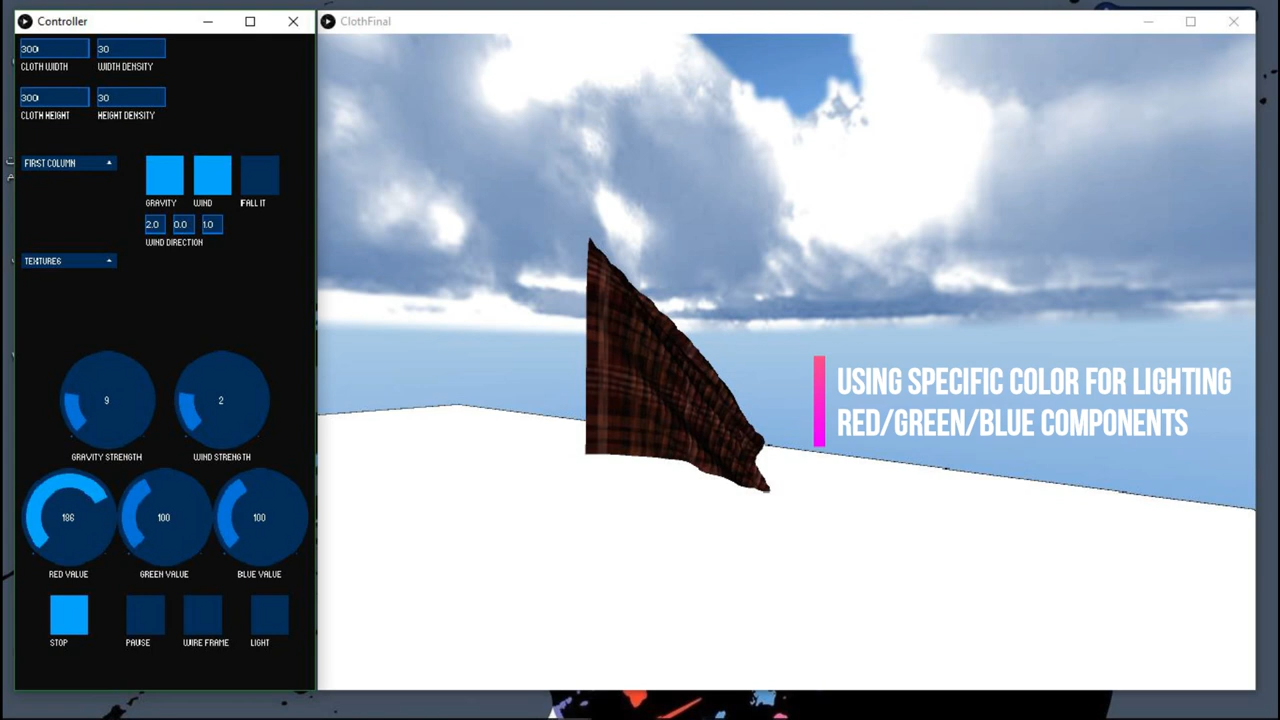 Controller
ClothFinal
300
30
CLOTH WIDTH
WIDTH DENSITY
300
30
CLOTH HEIGHT
HEIGHT DENSITY
FIRST COLUMN
GRAVITY
WIND
FALL IT
2.0
0.0
1.0
WIND DIRECTION
TEXTURE6
9
2
GRAVITY STRENGTH
WIND STRENGTH
186
100
100
RED VALUE
GREEN VALUE
BLUE VALUE
STOP
PAUSE
WIRE FRAME
LIGHT
USING SPECIFIC COLOR FOR LIGHTING
RED/GREEN/BLUE COMPONENTS